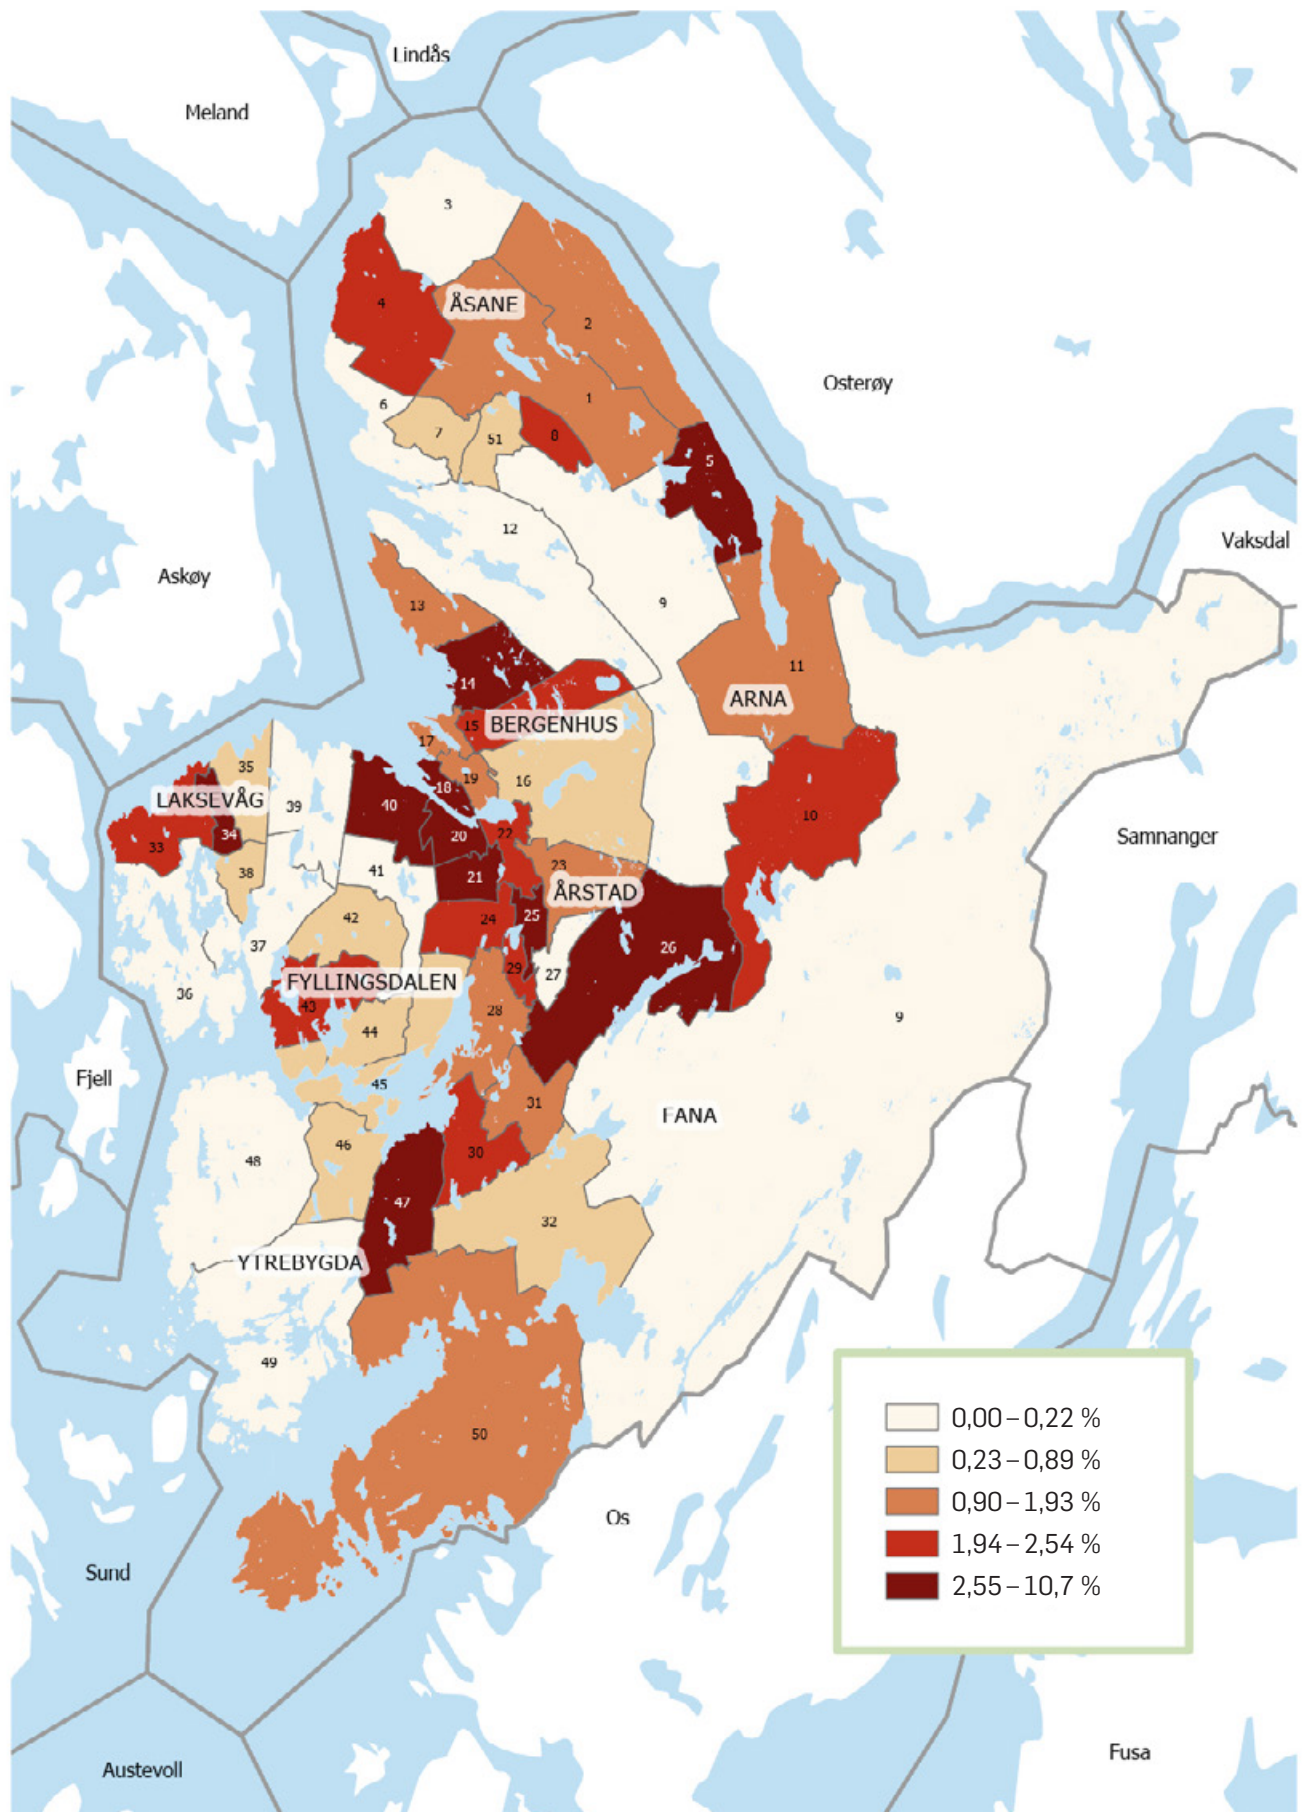 Lindås
Meland
3
4
ÅSANE
2
Osterøy
1
6
7
51
8
5
12
Vaksdal
Askøy
13
9
11
14
ARNA
15
BERGENHUS
17
35
19
16
18
LAKSEVÅG
39
40
10
34
20
22
33
Samnanger
23
41
38
21
ÅRSTAD
42
24
25
37
26
29
27
FYLLINGSDALEN
36
43
28
9
44
Fjell
45
31
FANA
46
30
48
47
32
YTREBYGDA
49
0,00 – 0,22 %
50
0,23 – 0,89 %
0,90 – 1,93 %
Os
1,94 – 2,54 %
Sund
2,55 – 10,7 %
Fusa
Austevoll